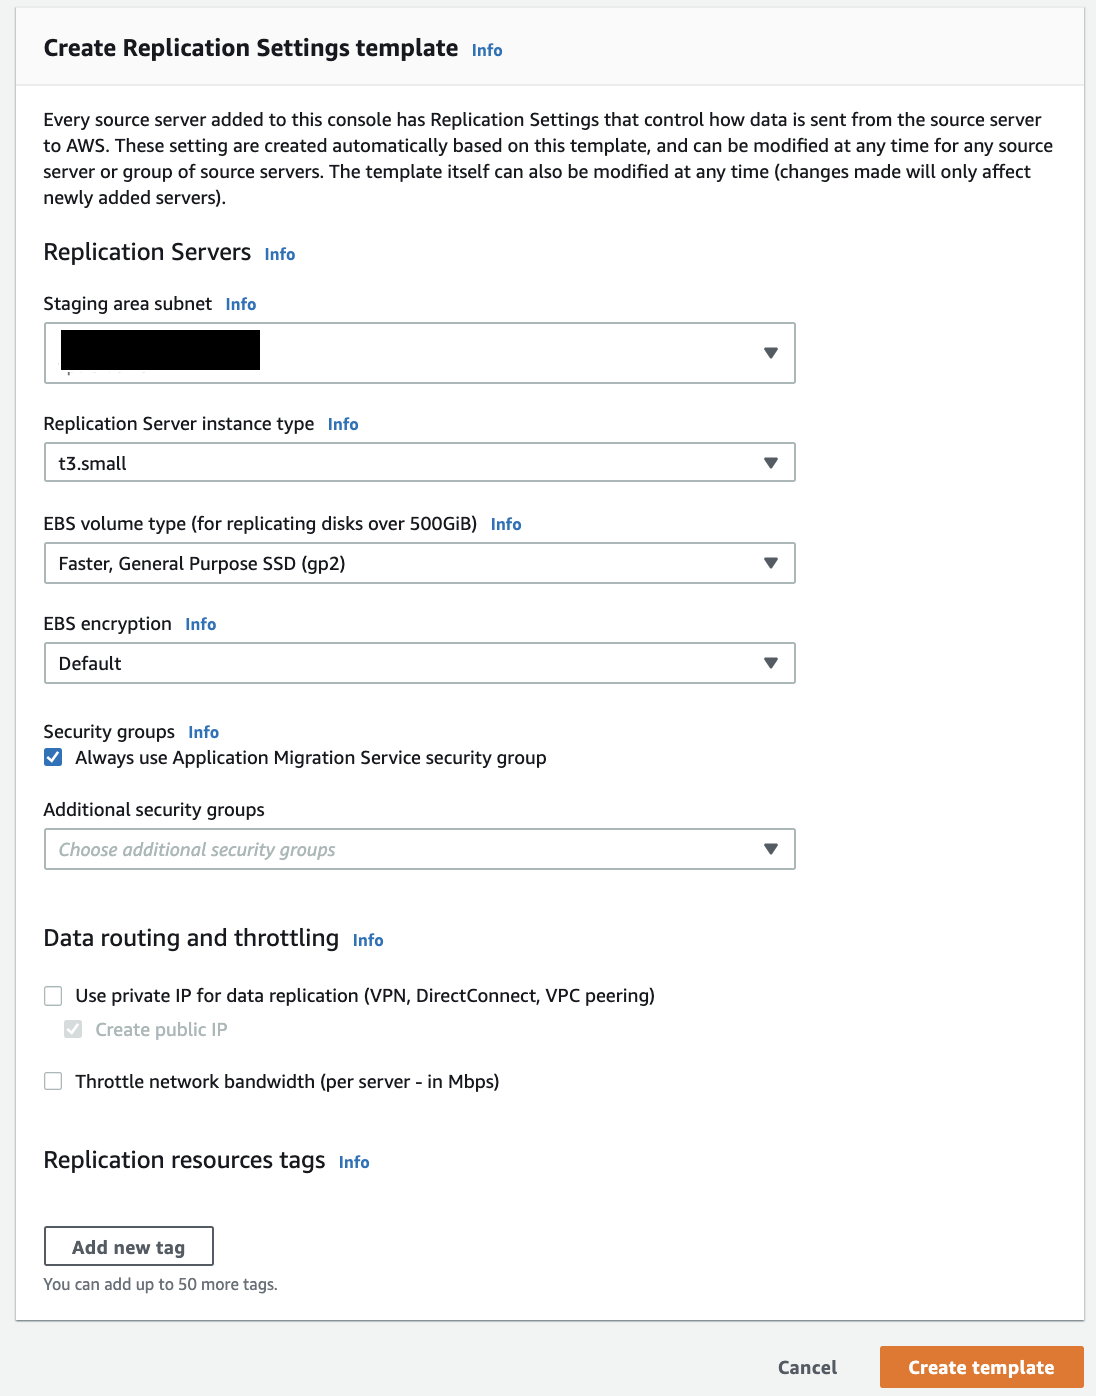 Create Replication Settings template Info
Every source server added to this console has Replication Settings that control how data is sent from the source server
to AWS. These setting are created automatically based on this template, and can be modified at any time for any source
server or group of source servers. The template itself can also be modified at any time (changes made will only affect
newly added servers).
Replication Servers Info
Staging area subnet Info
Replication Server instance type Info
t3.small
EBS volume type (for replicating disks over 500GiB) Info
Faster, General Purpose SSD (gp2)
EBS encryption Info
Default
Security groups Info
Always use Application Migration Service security group
Additional security groups
Choose additional security groups
Data routing and throttling Info
Use private IP for data replication (VPN, DirectConnect, VPC peering)
Create public IP
Throttle network bandwidth (per server - in Mbps)
Replication resources tags Info
Add new tag
You can add up to 50 more tags.
Cancel Create template